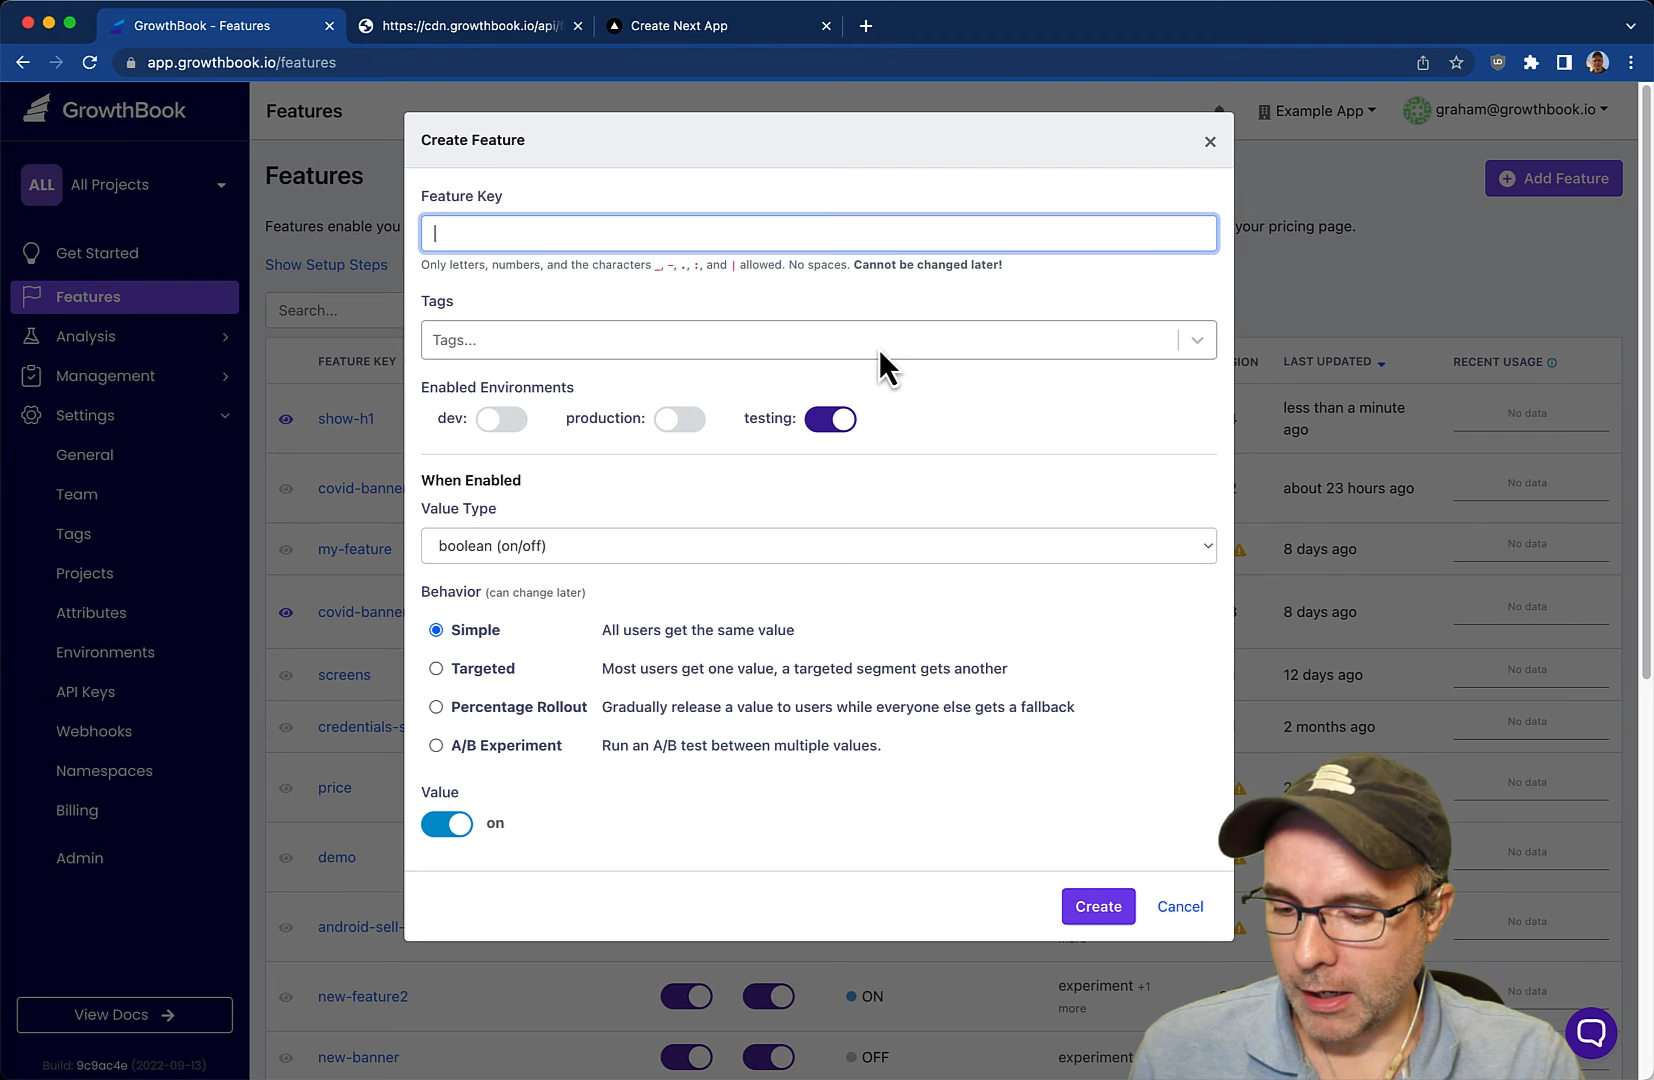 GrowthBook - Features
https://cdn.growthbook.io/api/
Create Next App
app.growthbook.io/features
GrowthBook
Features
Example App
graham@growthbook.io
ALL
All Projects
Get Started
Features
Analysis
Management
Settings
General
Team
Tags
Projects
Attributes
Environments
API Keys
Webhooks
Namespaces
Billing
Admin
View Docs
Build: 9c9ac4e (2022-09-13)
Features
Add Feature
Features enable you
your pricing page.
Show Setup Steps
Search...
FEATURE KEY
ION
LAST UPDATED
RECENT USAGE
show-h1
less than a minute
ago
No data
covid-banne
2
about 23 hours ago
No data
my-feature
8 days ago
No data
covid-banne
8 days ago
No data
screens
12 days ago
No data
credentials-s
2 months ago
No data
price
2
No data
demo
No data
android-sell-
more
No data
new-feature2
ON
experiment +1
more
No data
new-banner
OFF
experiment
Create Feature
×
Feature Key
Only letters, numbers, and the characters _, -, ., :, and | allowed. No spaces. Cannot be changed later!
Tags
Tags...
Enabled Environments
dev:
production:
testing:
When Enabled
Value Type
boolean (on/off)
Behavior (can change later)
Simple All users get the same value
Targeted Most users get one value, a targeted segment gets another
Percentage Rollout Gradually release a value to users while everyone else gets a fallback
A/B Experiment Run an A/B test between multiple values.
Value
on
Create
Cancel